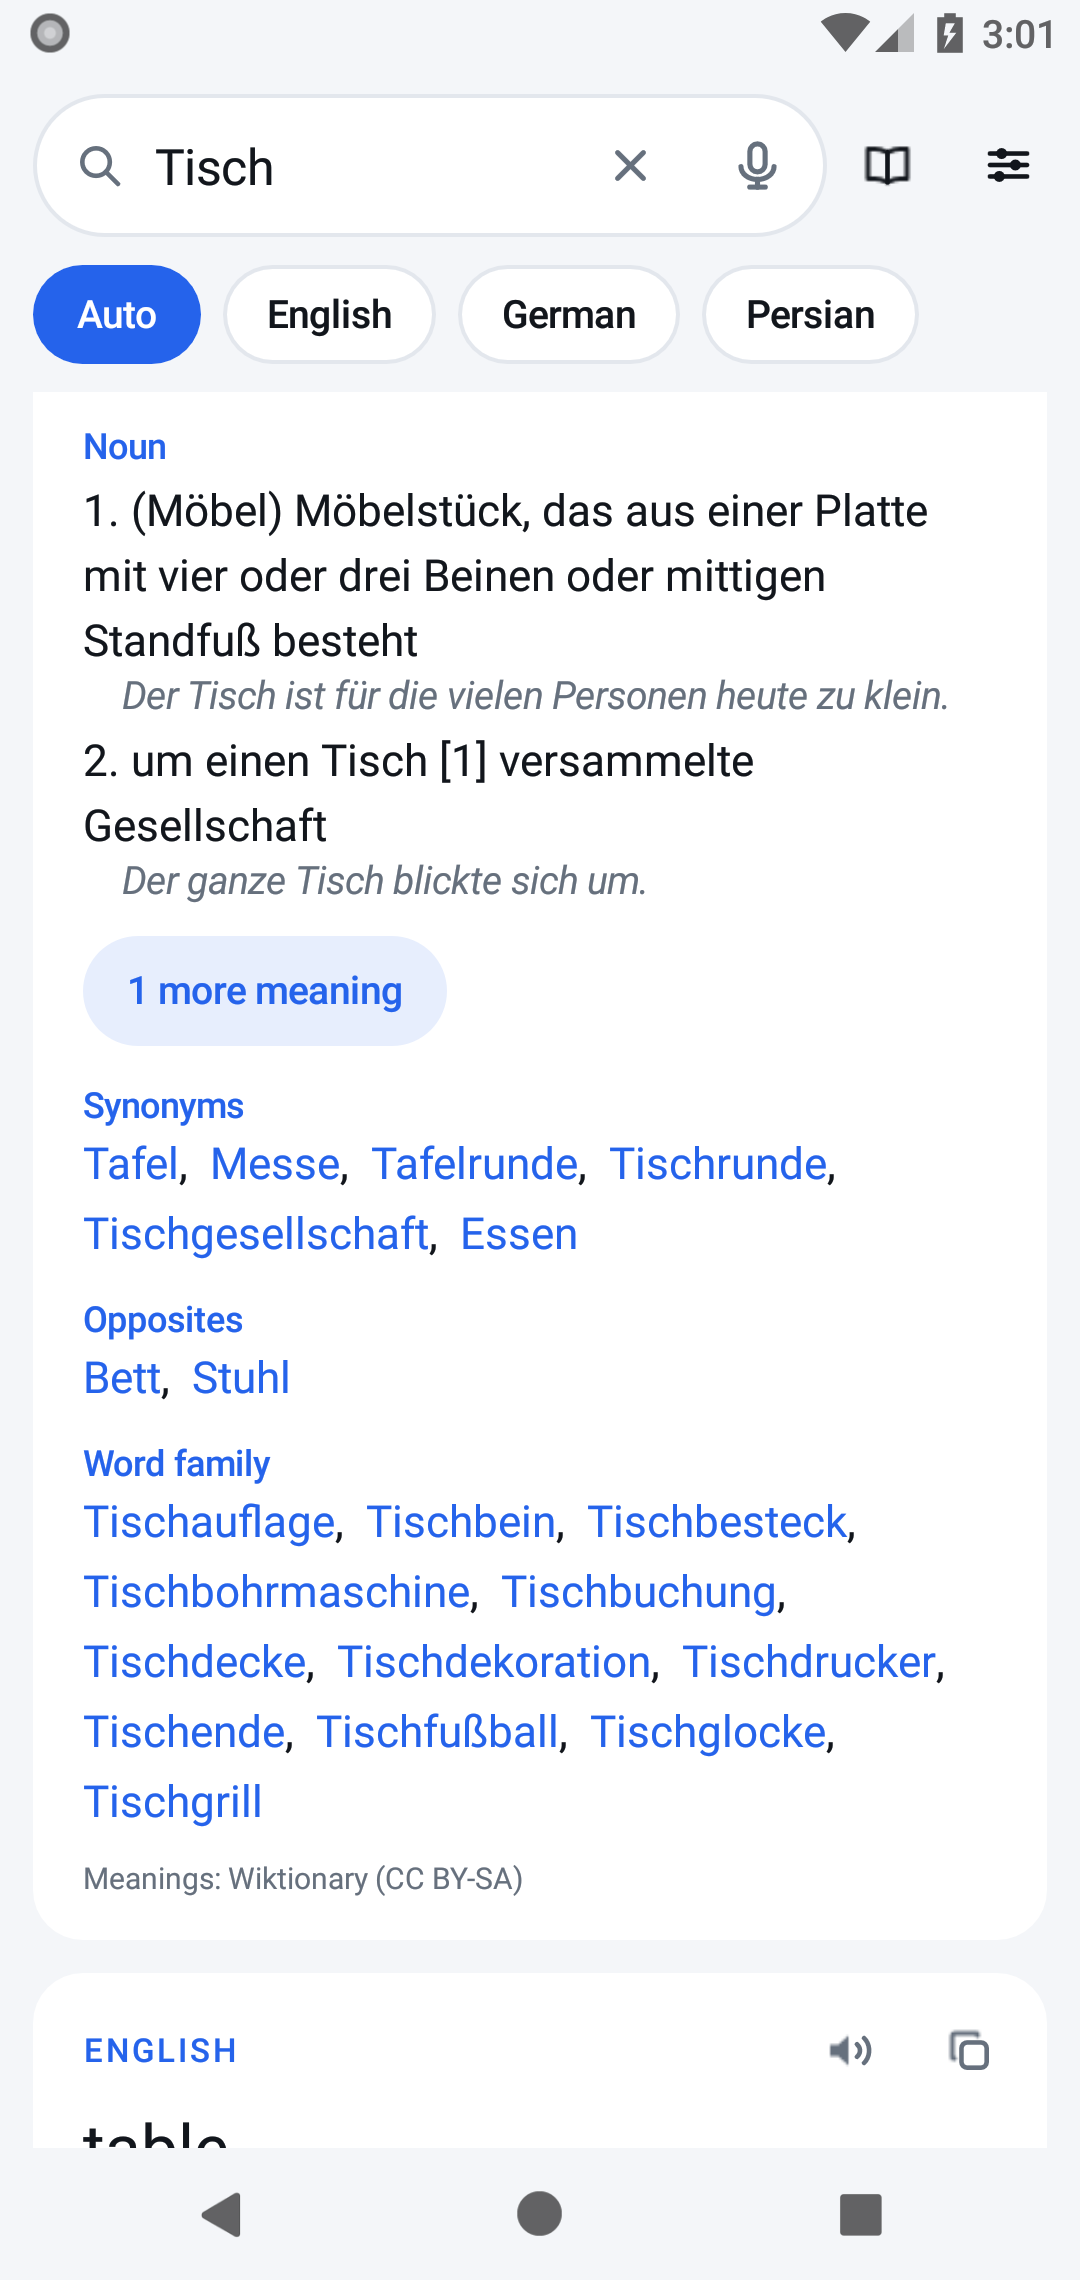 3:01
Tisch
Auto English German Persian
Noun
1. (Möbel) Möbelstück, das aus einer Platte
mit vier oder drei Beinen oder mittigen
Standfuß besteht
Der Tisch ist für die vielen Personen heute zu klein.
2. um einen Tisch [1] versammelte
Gesellschaft
Der ganze Tisch blickte sich um.
1 more meaning
Synonyms
Tafel, Messe, Tafelrunde, Tischrunde,
Tischgesellschaft, Essen
Opposites
Bett, Stuhl
Word family
Tischauflage, Tischbein, Tischbesteck,
Tischbohrmaschine, Tischbuchung,
Tischdecke, Tischdekoration, Tischdrucker,
Tischende, Tischfußball, Tischglocke,
Tischgrill
Meanings: Wiktionary (CC BY-SA)
ENGLISH
table